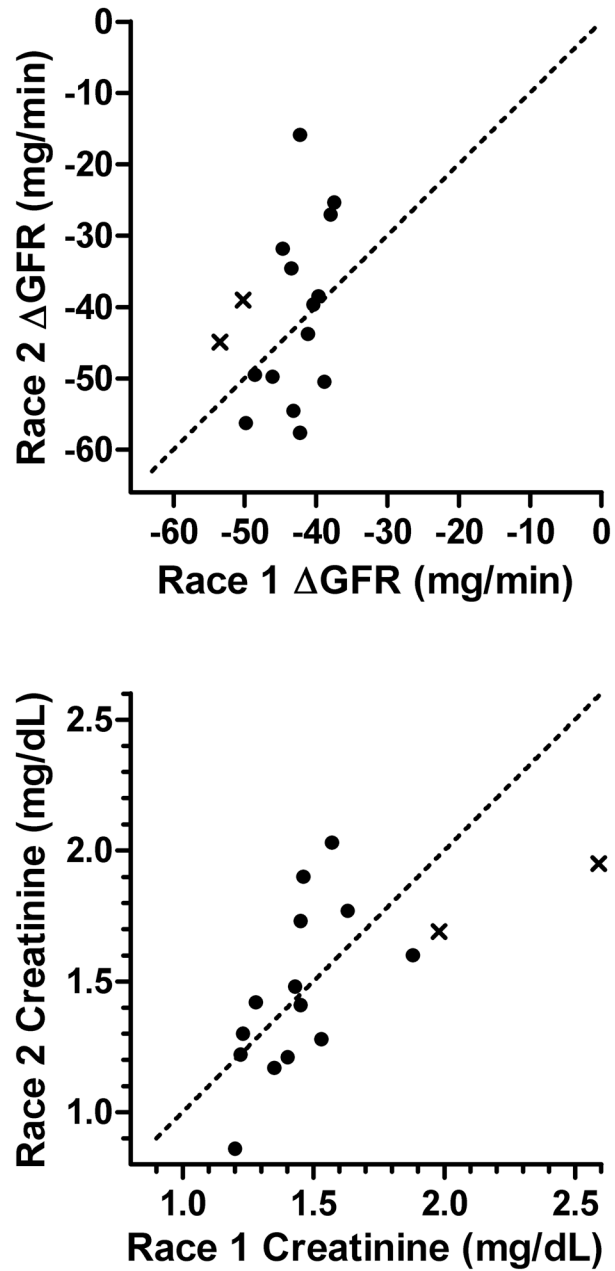 0
-10
-20
-30
-40
-50
-60
Race 2 ΔGFR (mg/min)
-60 -50 -40 -30 -20 -10 0
Race 1 ΔGFR (mg/min)
2.5
2.0
1.5
1.0
Race 2 Creatinine (mg/dL)
1.0 1.5 2.0 2.5
Race 1 Creatinine (mg/dL)